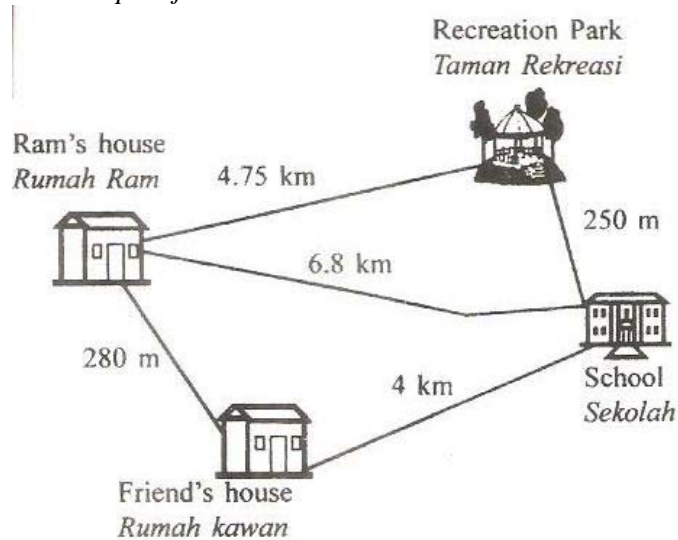 Recreation Park
Taman Rekreasi
Ram's house
Rumah Ram
4.75 km
250 m
6.8 km
280 m
4 km
School
Sekolah
Friend's house
Rumah kawan